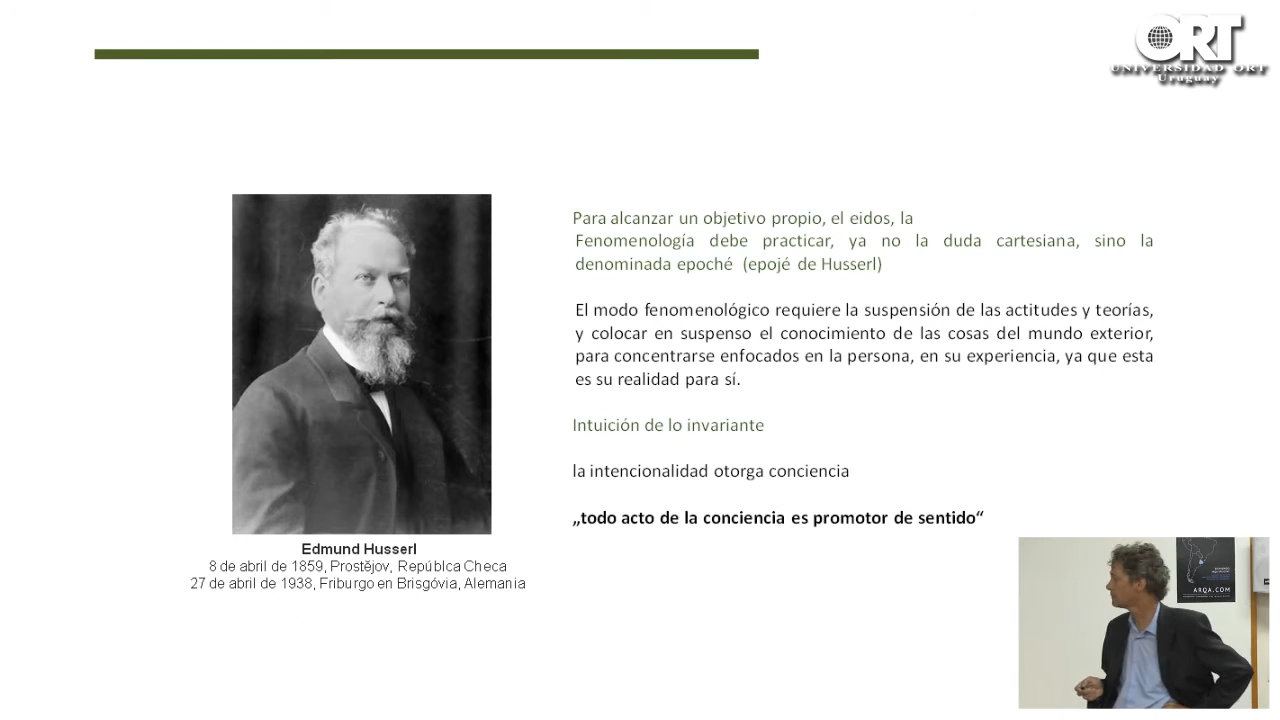 ORT
UNIVERSIDAD ORT
Uruguay
Para alcanzar un objetivo propio, el eidos, la
Fenomenología debe practicar, ya no la duda cartesiana, sino la
denominada epoché (epojé de Husserl)
El modo fenomenológico requiere la suspensión de las actitudes y teorías,
y colocar en suspenso el conocimiento de las cosas del mundo exterior,
para concentrarse enfocados en la persona, en su experiencia, ya que esta
es su realidad para sí.
Intuición de lo invariante
la intencionalidad otorga conciencia
„todo acto de la conciencia es promotor de sentido“
Edmund Husserl
8 de abril de 1859, Prostějov, Repúblca Checa
27 de abril de 1938, Friburgo en Brisgóvia, Alemania
ARQA.COM